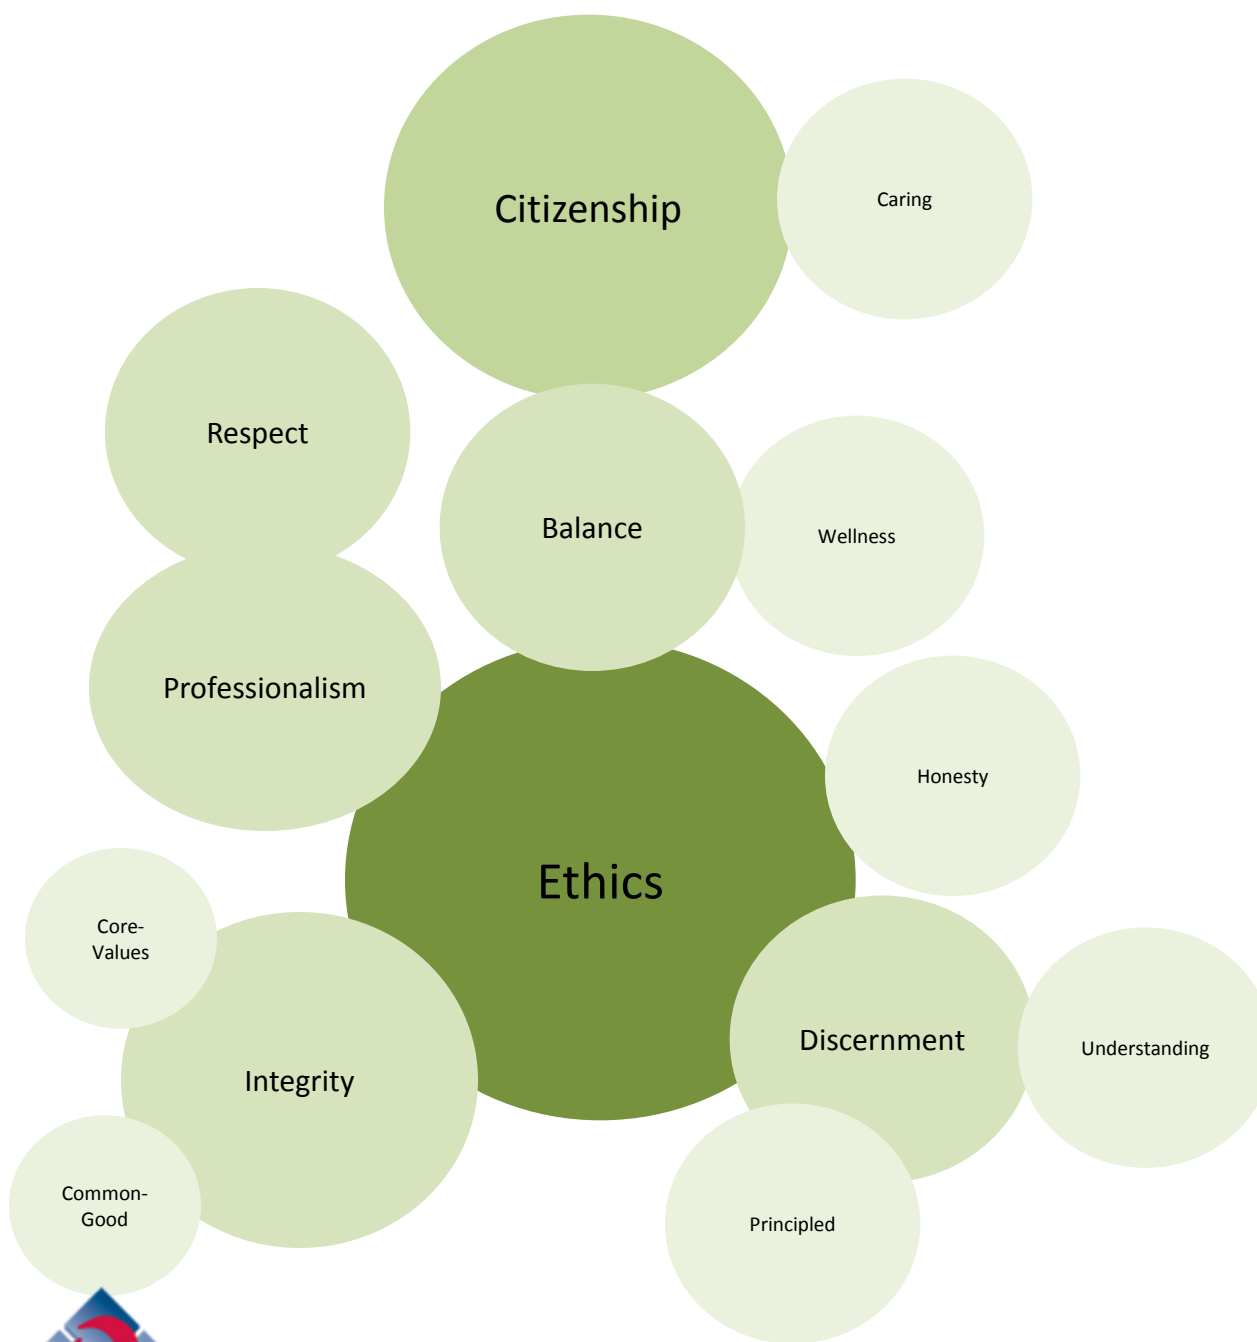 Citizenship
Caring
Respect
Balance
Wellness
Professionalism
Honesty
Ethics
Core-
Values
Discernment
Understanding
Integrity
Common-
Good
Principled